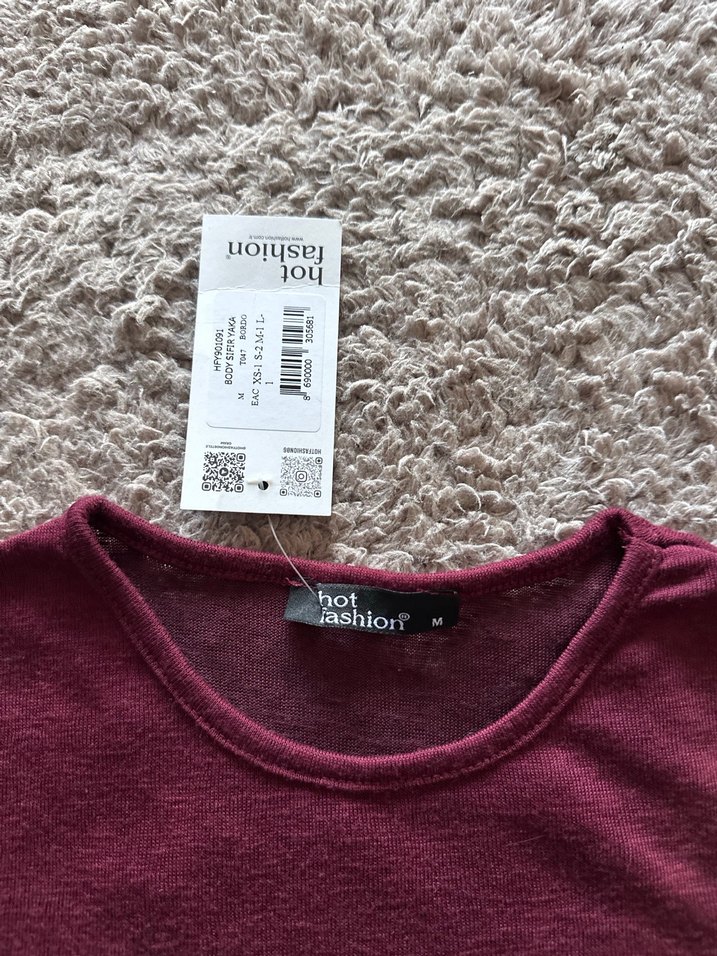 hot
fashion®
www.hotfashion.com.tr
HFY901091
BODY SIFIR YAKA
M T047 BORDO
EAC XS-1 S-2 M-1 L-
1
8 690000 305681
HOTFASHIONBG
hot
fashion®
M